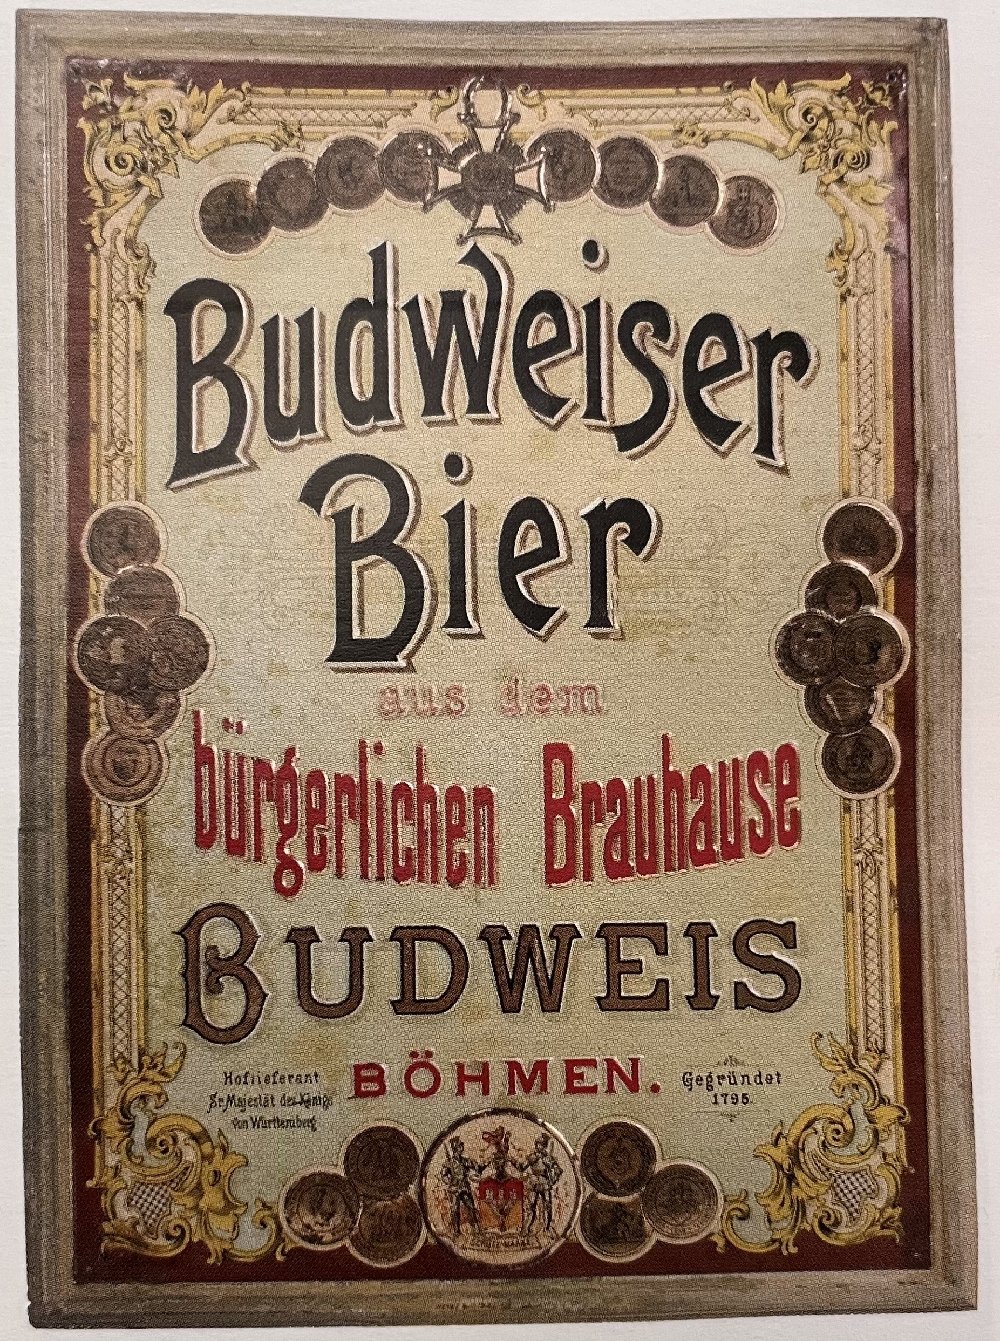 Budweiser
Bier
aus dem
bürgerlichen Brauhause
BUDWEIS
BÖHMEN.
Hoflieferant
Sr. Majestät des Königs
von Württemberg
Gegründet
1795